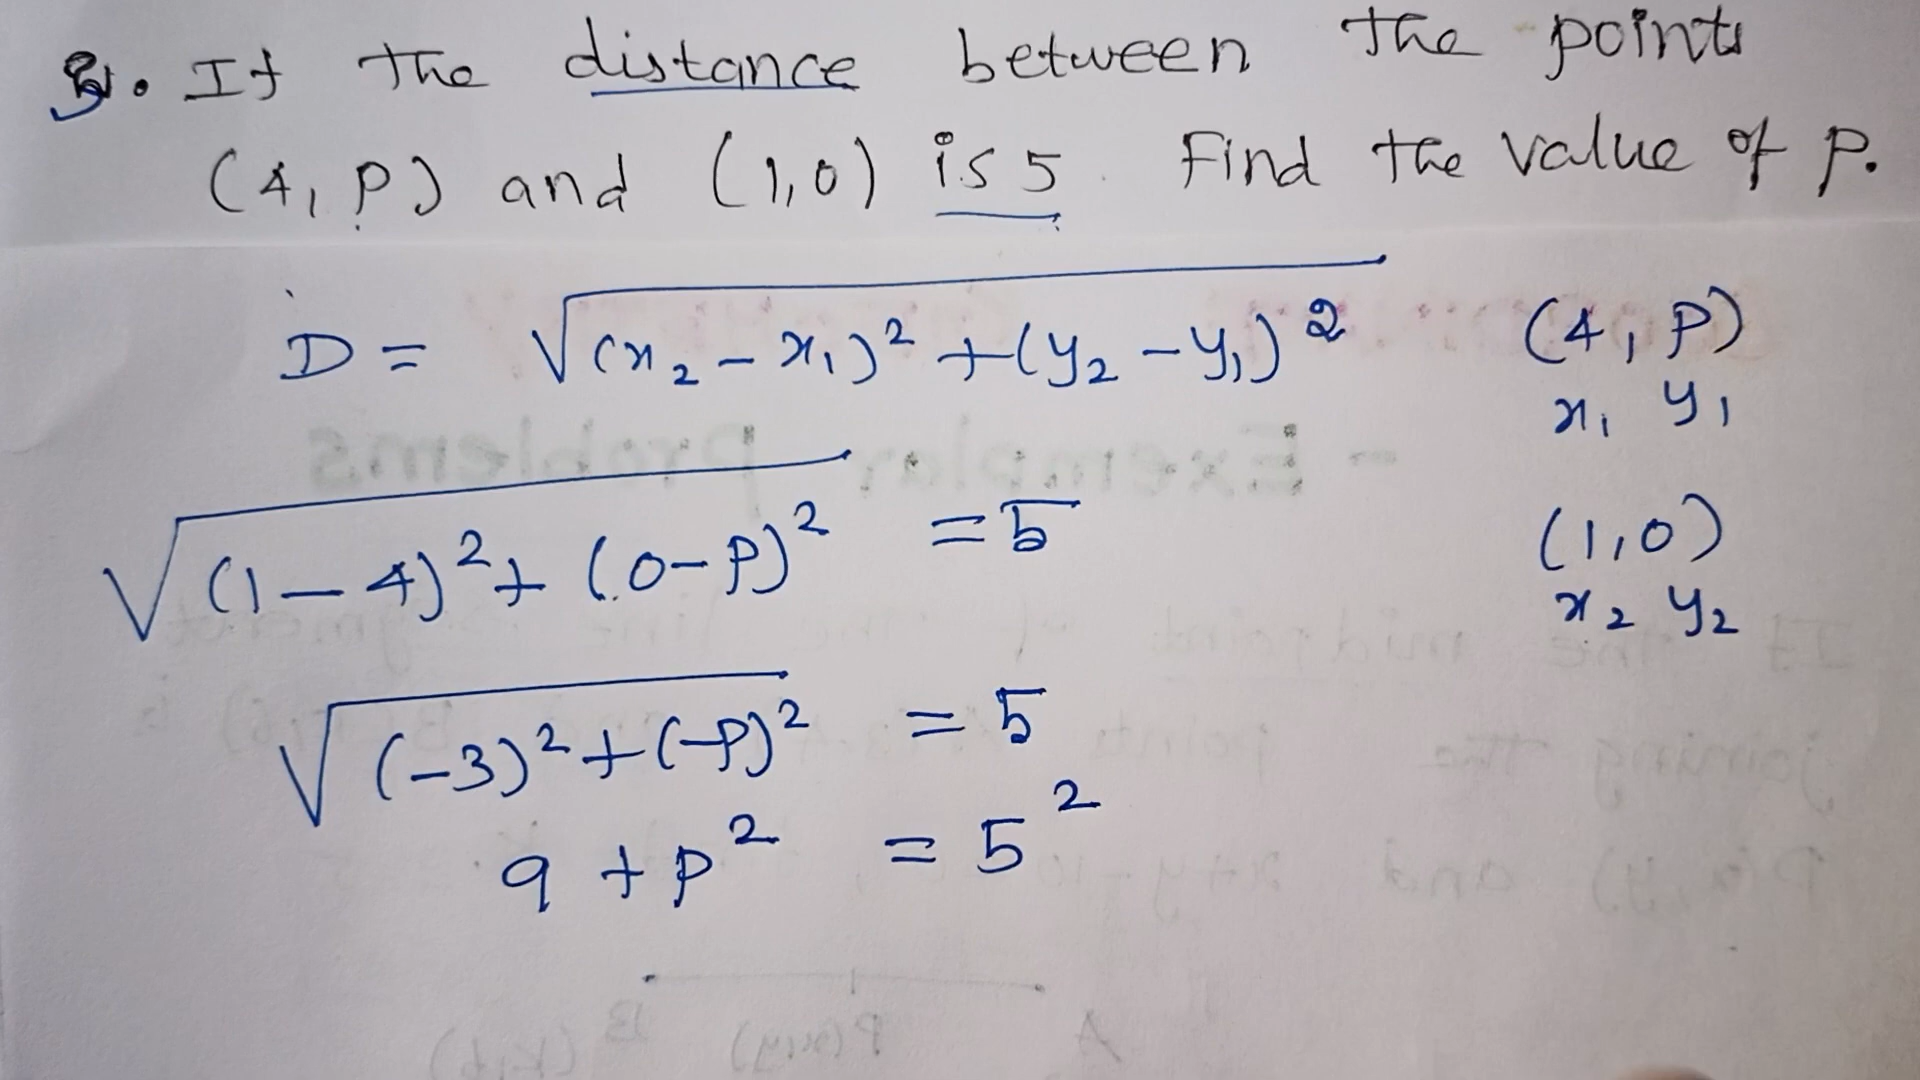 If the distance between the points
(4, P) and (1,0) is 5. Find the value of P.
D = √(x₂ - x₁)² + (y₂ - y₁)²
(4, P)
x₁ y₁
√(1-4)² + (0-P)² = 5
(1,0)
x₂ y₂
√(-3)² + (-P)² = 5
9 + p² = 5²
- Exemplar Problems